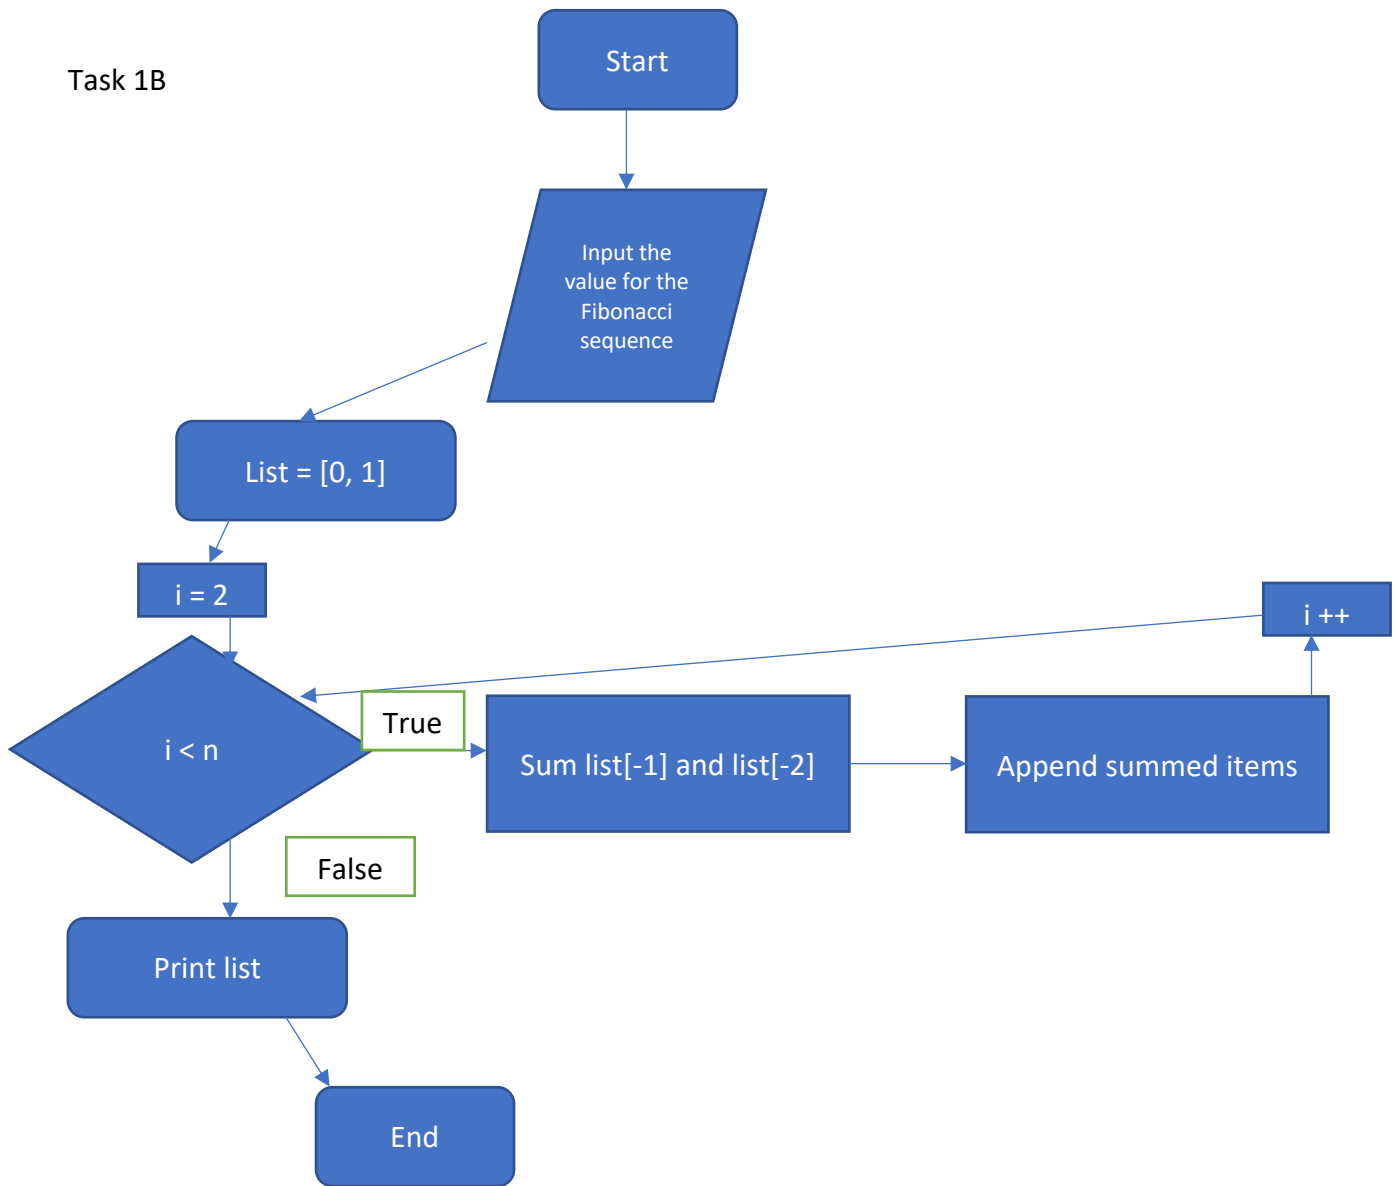 Task 1B
Start
Input the
value for the
Fibonacci
sequence
List = [0, 1]
i = 2
i ++
i < n
True
Sum list[-1] and list[-2]
Append summed items
False
Print list
End